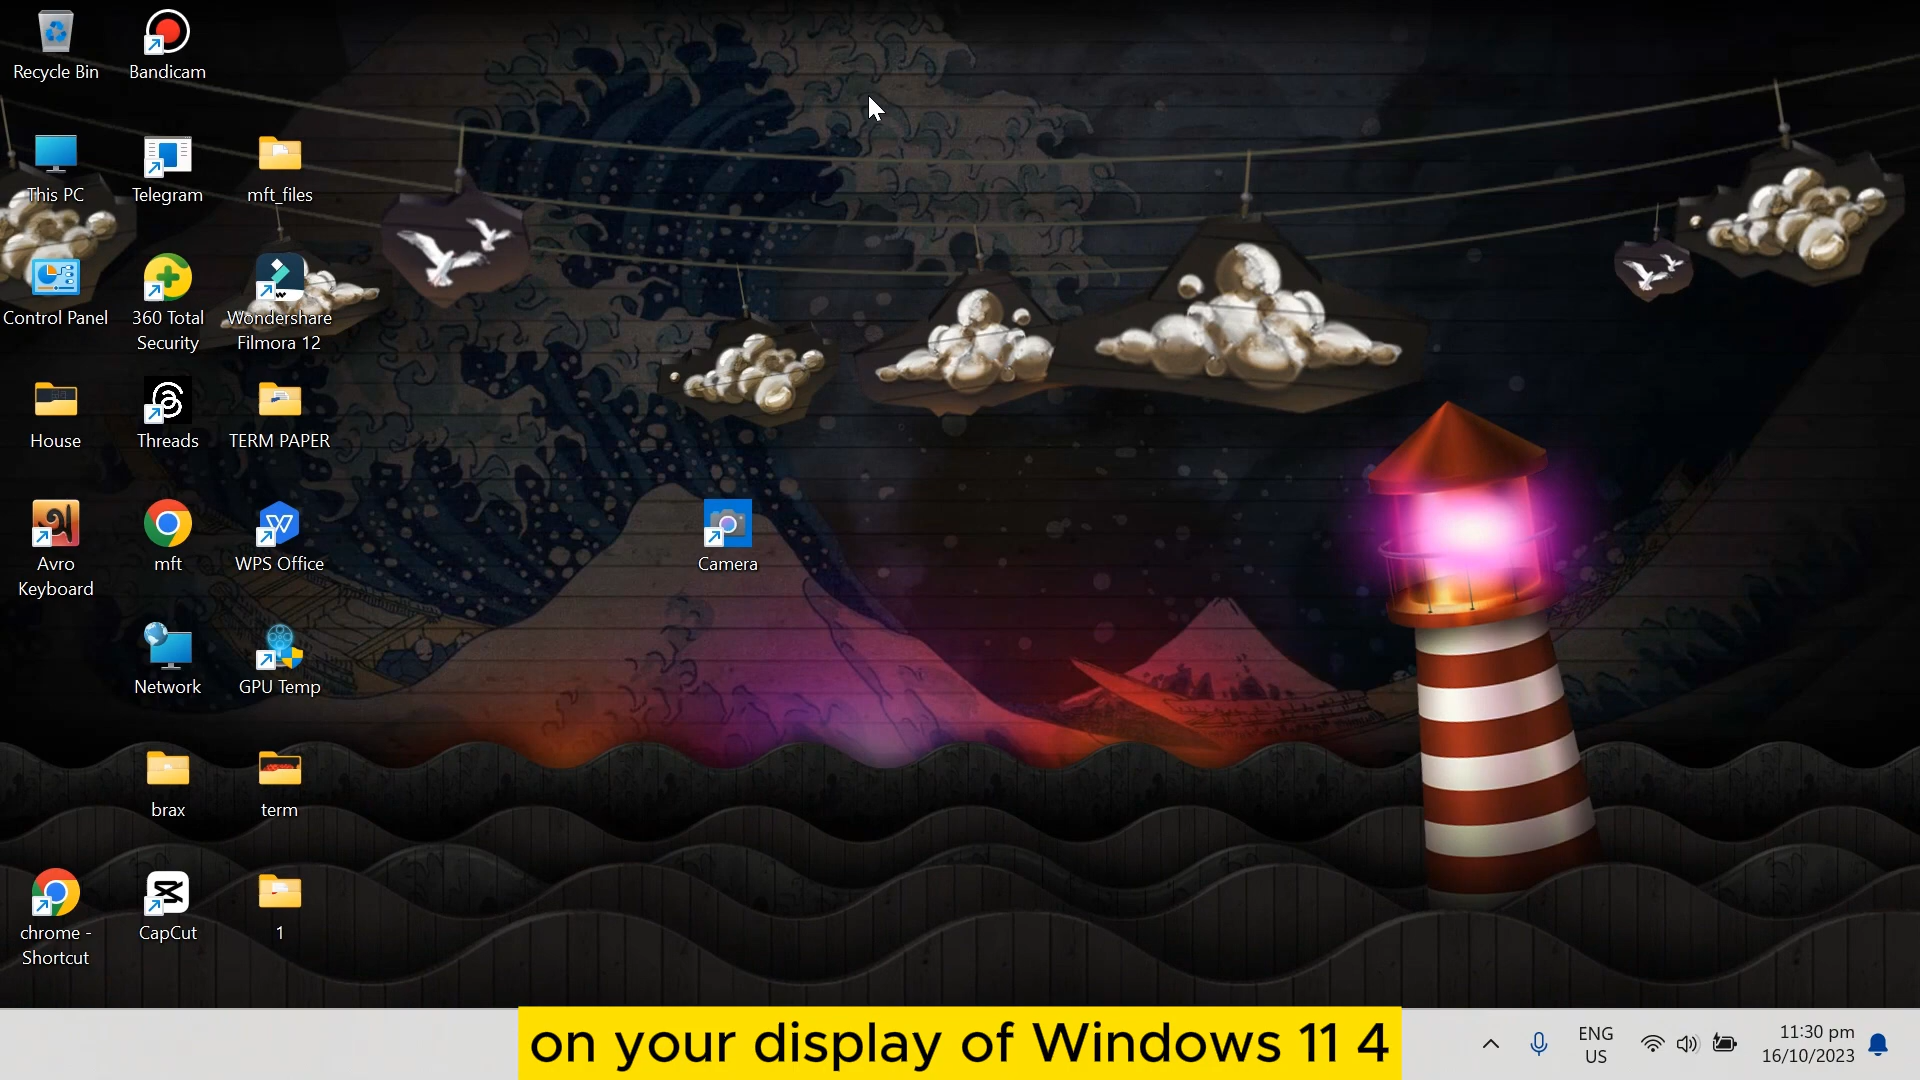 Recycle Bin
Bandicam
This PC
Telegram
mft_files
Control Panel
360 Total
Security
Wondershare
Filmora 12
House
Threads
TERM PAPER
Avro
Keyboard
mft
WPS Office
Camera
Network
GPU Temp
brax
term
chrome -
Shortcut
CapCut
1
on your display of Windows 11 4
ENG
US
11:30 pm
16/10/2023